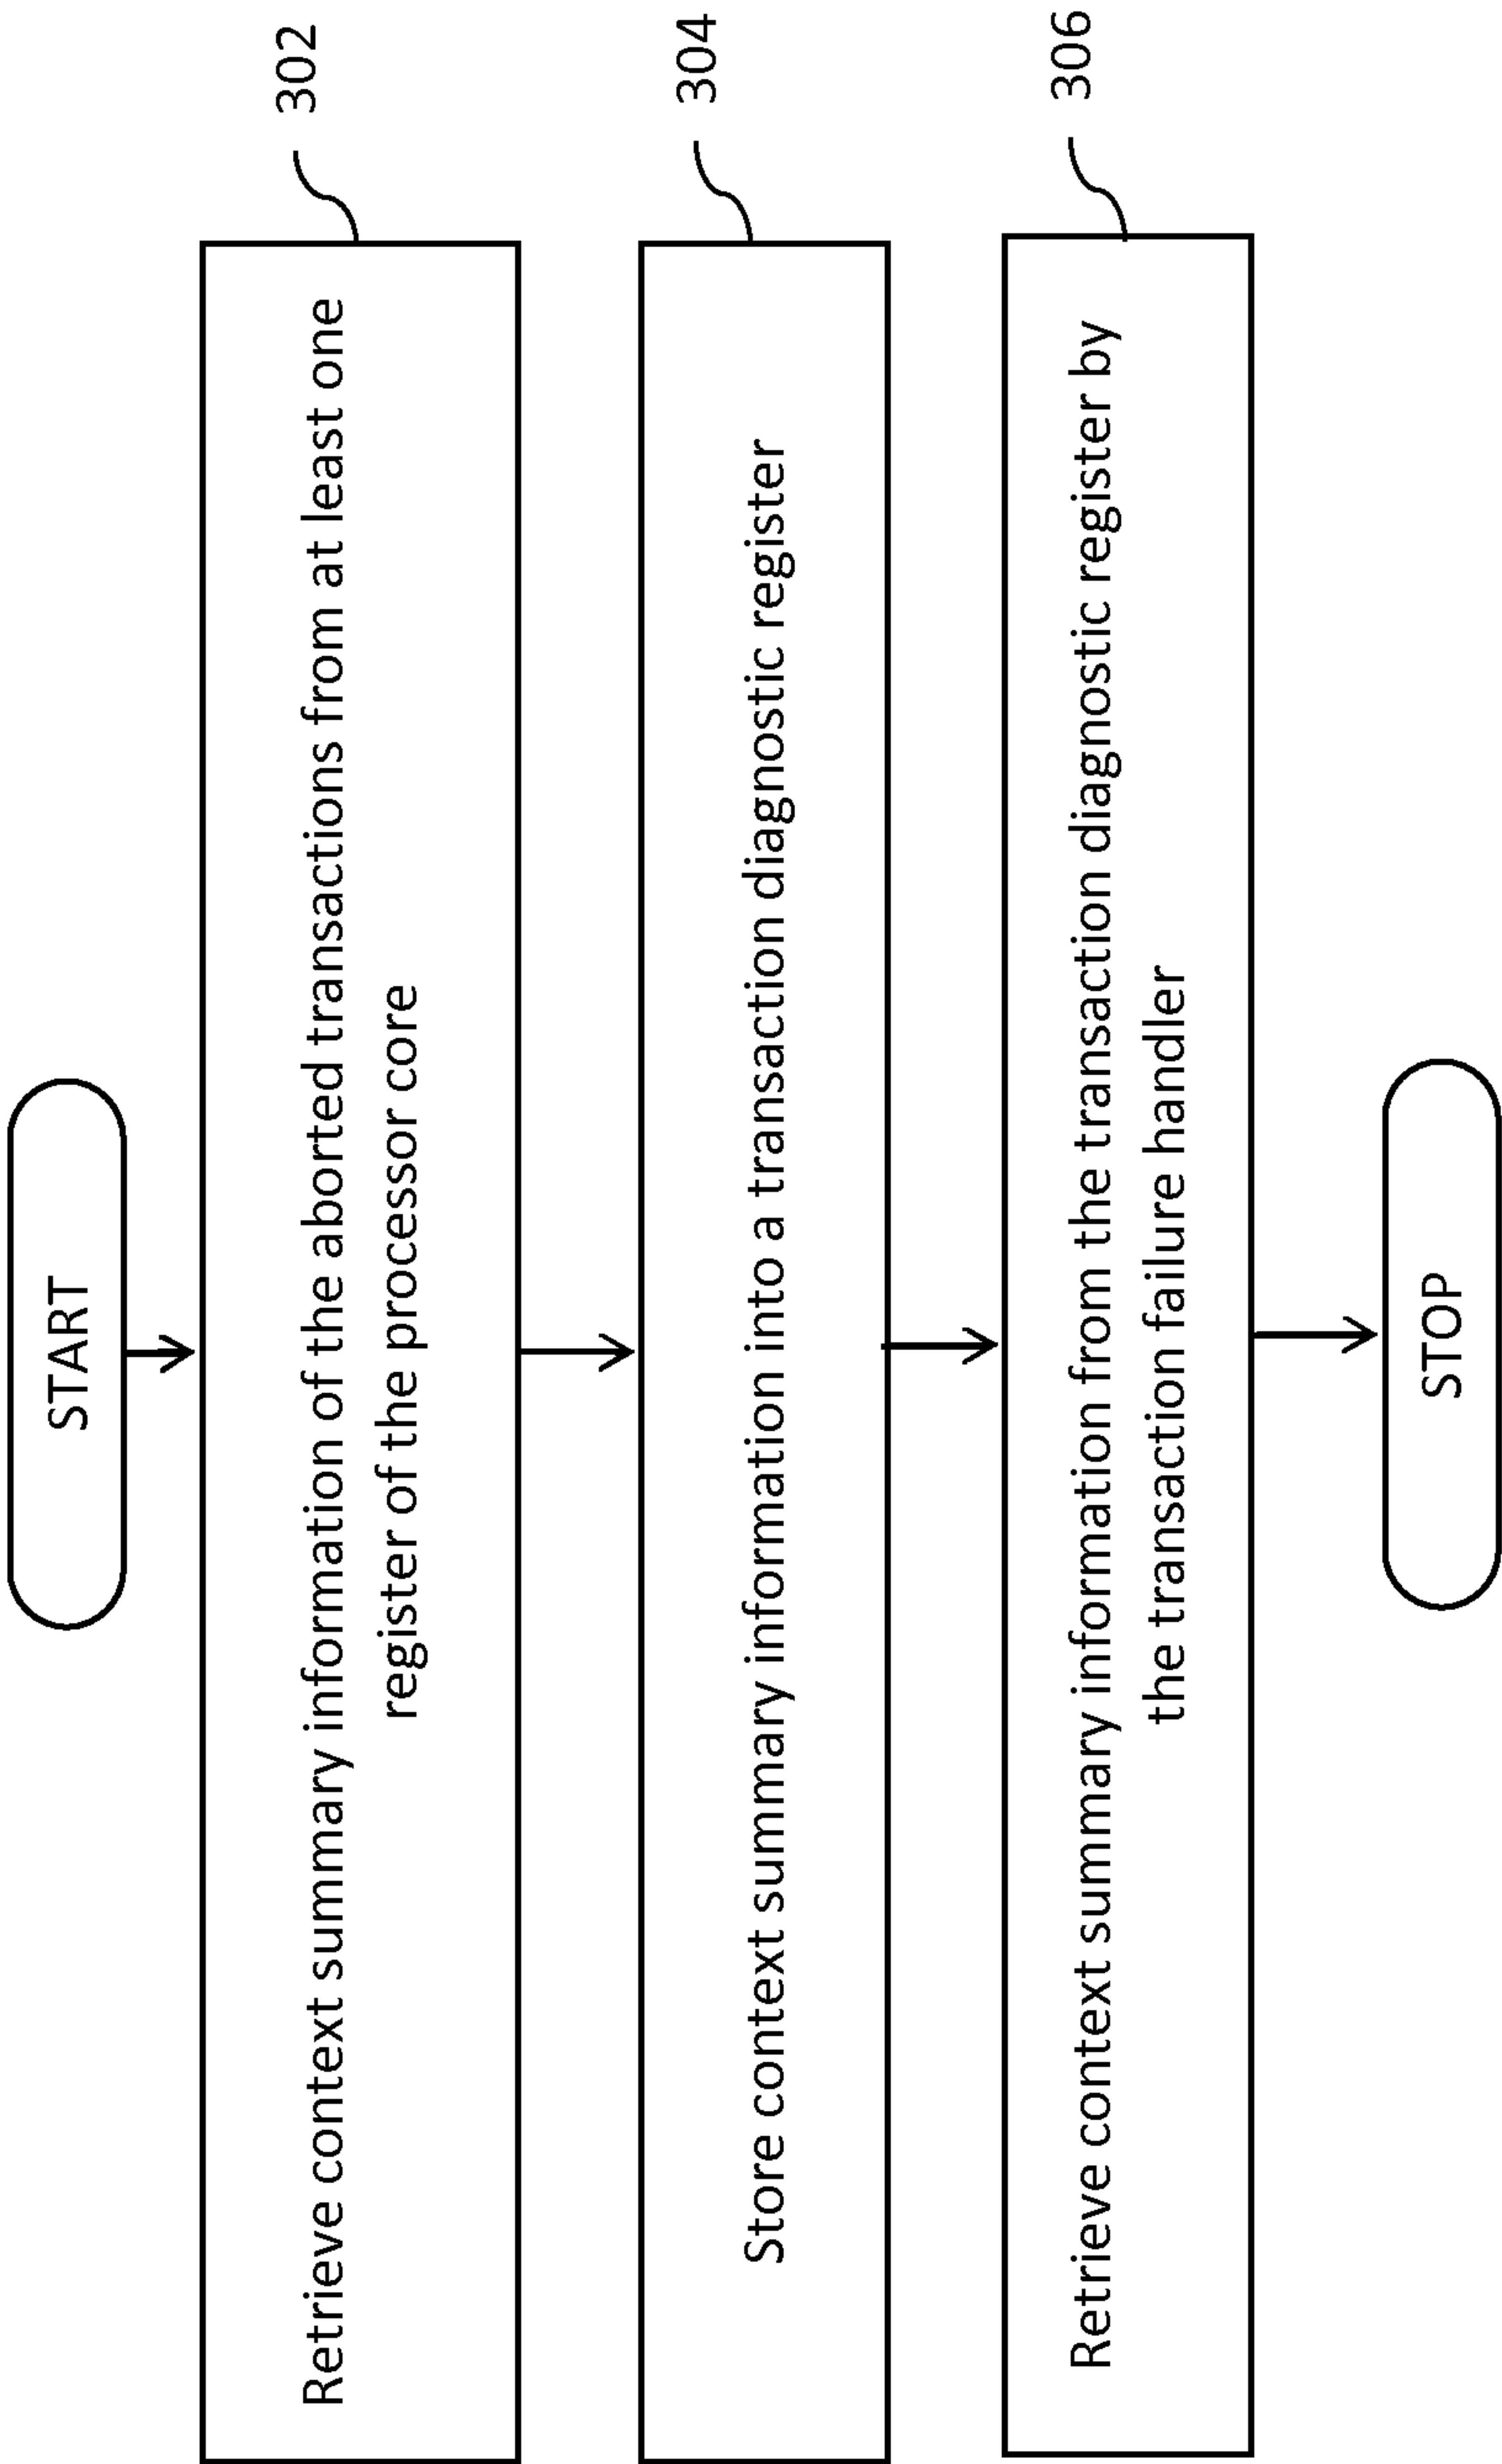 START
302
Retrieve context summary information of the aborted transactions from at least one
register of the processor core
304
Store context summary information into a transaction diagnostic register
306
Retrieve context summary information from the transaction diagnostic register by
the transaction failure handler
STOP